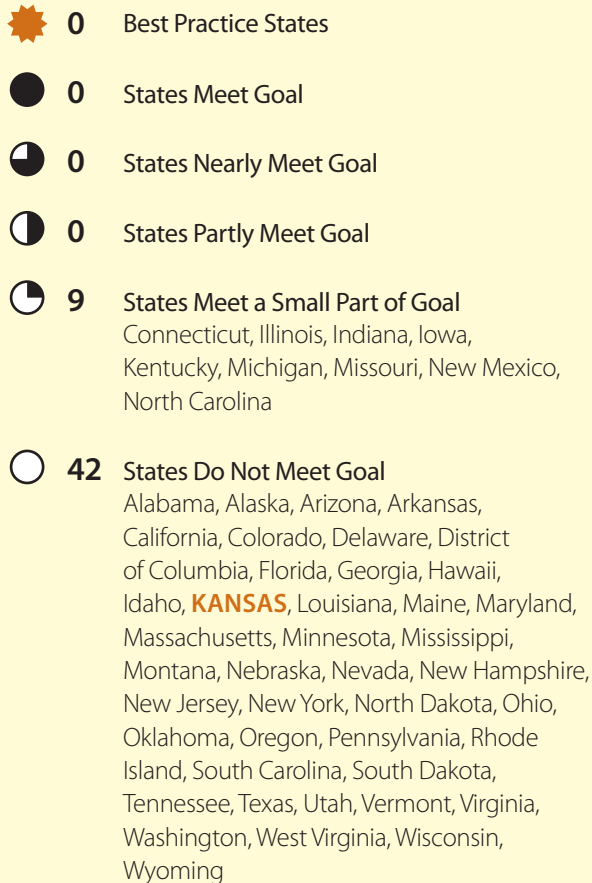 0 Best Practice States
0 States Meet Goal
0 States Nearly Meet Goal
0 States Partly Meet Goal
9 States Meet a Small Part of Goal
Connecticut, Illinois, Indiana, Iowa,
Kentucky, Michigan, Missouri, New Mexico,
North Carolina
42 States Do Not Meet Goal
Alabama, Alaska, Arizona, Arkansas,
California, Colorado, Delaware, District
of Columbia, Florida, Georgia, Hawaii,
Idaho, KANSAS, Louisiana, Maine, Maryland,
Massachusetts, Minnesota, Mississippi,
Montana, Nebraska, Nevada, New Hampshire,
New Jersey, New York, North Dakota, Ohio,
Oklahoma, Oregon, Pennsylvania, Rhode
Island, South Carolina, South Dakota,
Tennessee, Texas, Utah, Vermont, Virginia,
Washington, West Virginia, Wisconsin,
Wyoming